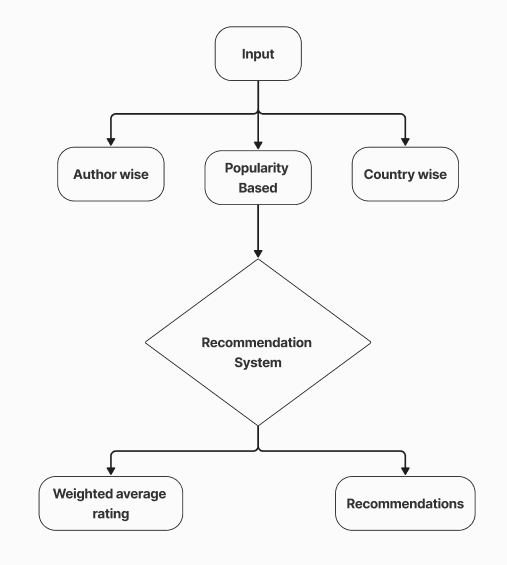 Input
Author wise
Popularity
Based
Country wise
Recommendation
System
Weighted average
rating
Recommendations